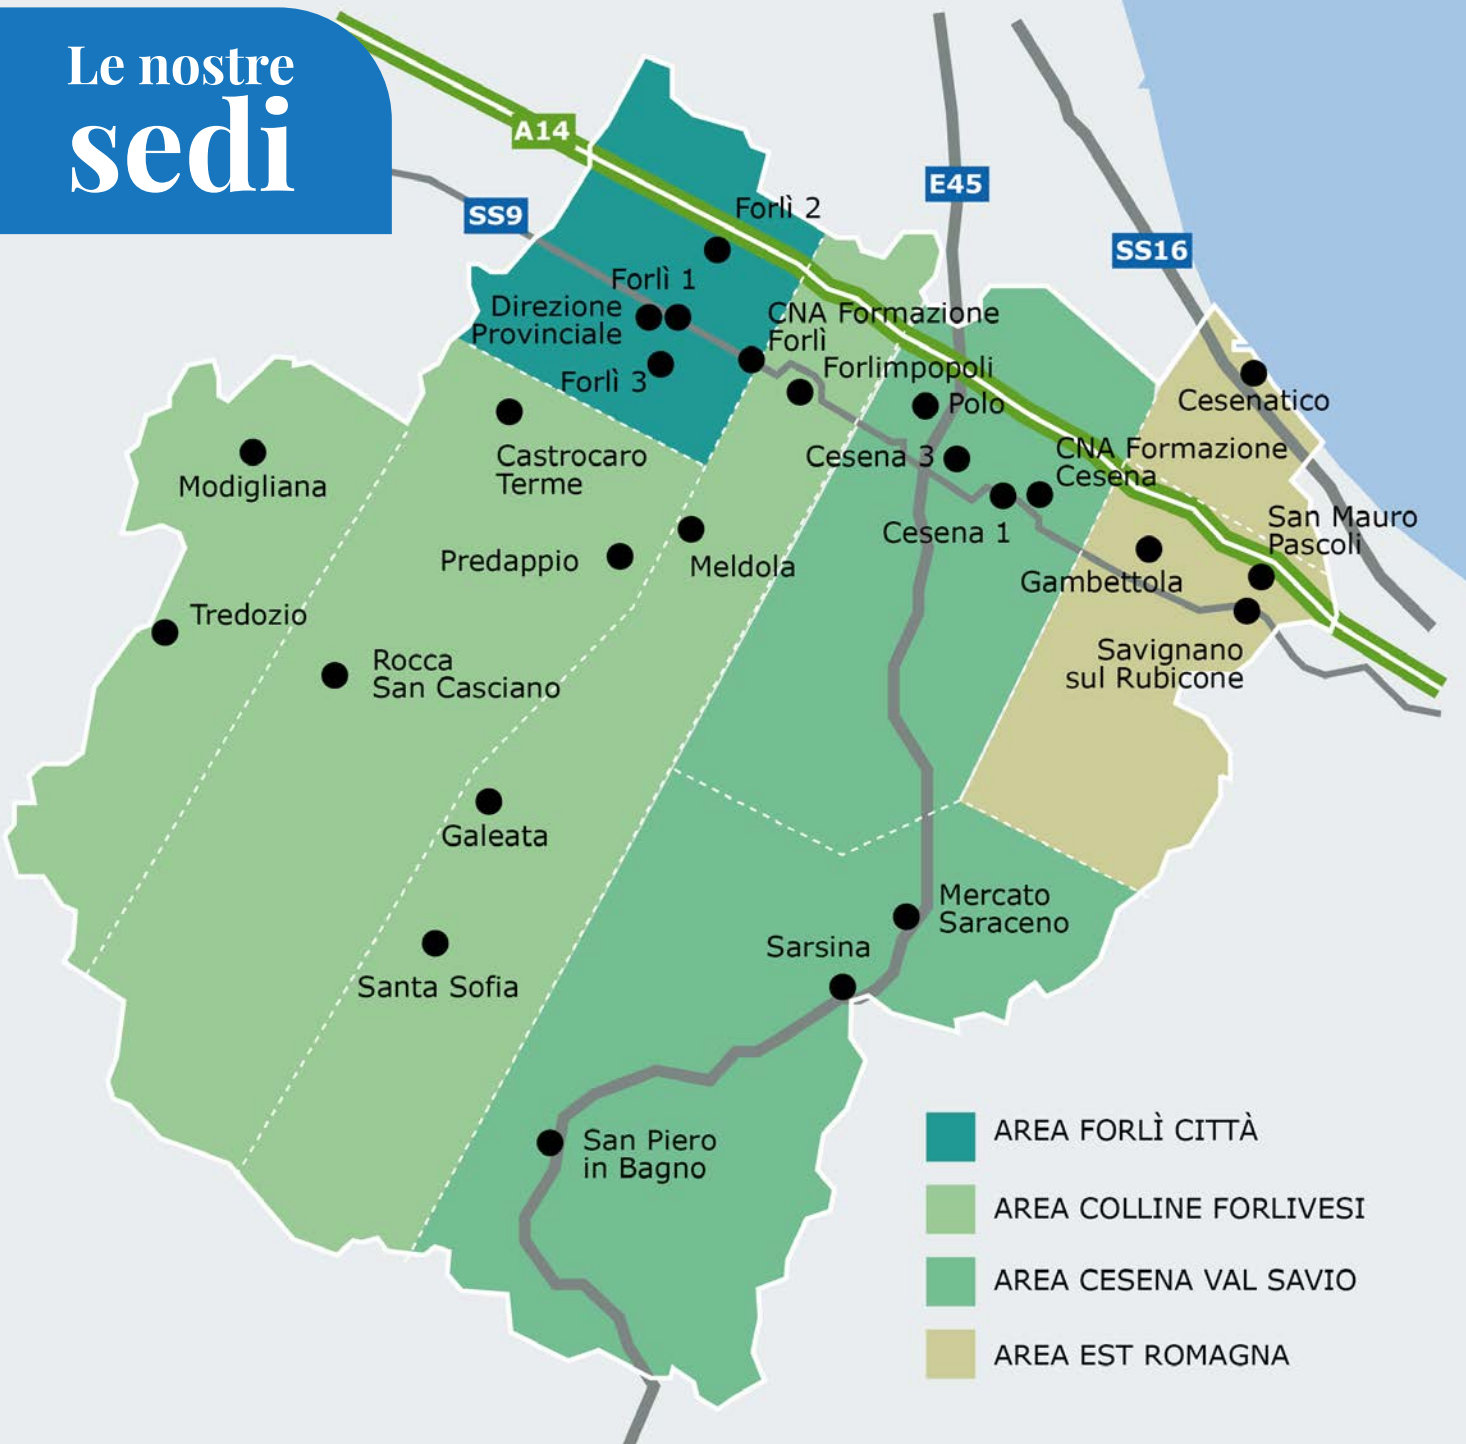 Le nostre
sedi
A14
SS9
E45
SS16
Forlì 2
Forlì 1
Direzione
Provinciale
Forlì 3
CNA Formazione
Forlì
Forlimpopoli
Polo
Cesena 3
CNA Formazione
Cesena
Cesena 1
Cesenatico
San Mauro
Pascoli
Gambettola
Savignano
sul Rubicone
Castrocaro
Terme
Modigliana
Predappio
Meldola
Tredozio
Rocca
San Casciano
Galeata
Santa Sofia
Mercato
Saraceno
Sarsina
San Piero
in Bagno
AREA FORLÌ CITTÀ
AREA COLLINE FORLIVESI
AREA CESENA VAL SAVIO
AREA EST ROMAGNA